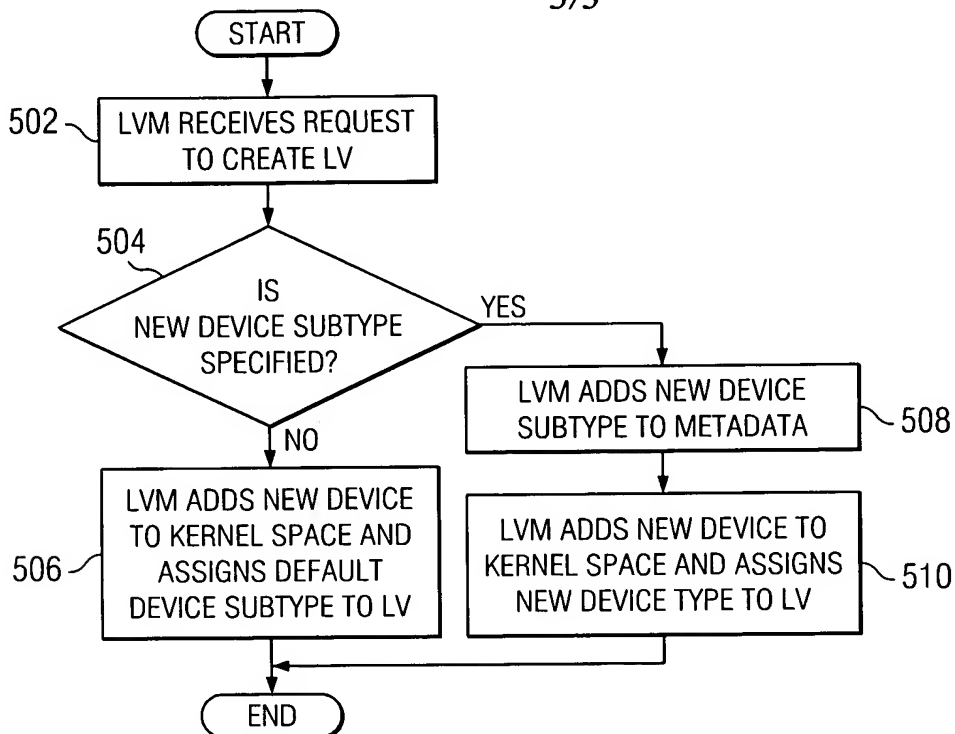 START
502
LVM RECEIVES REQUEST
TO CREATE LV
504
IS
NEW DEVICE SUBTYPE
SPECIFIED?
YES
NO
LVM ADDS NEW DEVICE
SUBTYPE TO METADATA
508
506
LVM ADDS NEW DEVICE
TO KERNEL SPACE AND
ASSIGNS DEFAULT
DEVICE SUBTYPE TO LV
LVM ADDS NEW DEVICE TO
KERNEL SPACE AND ASSIGNS
NEW DEVICE TYPE TO LV
510
END